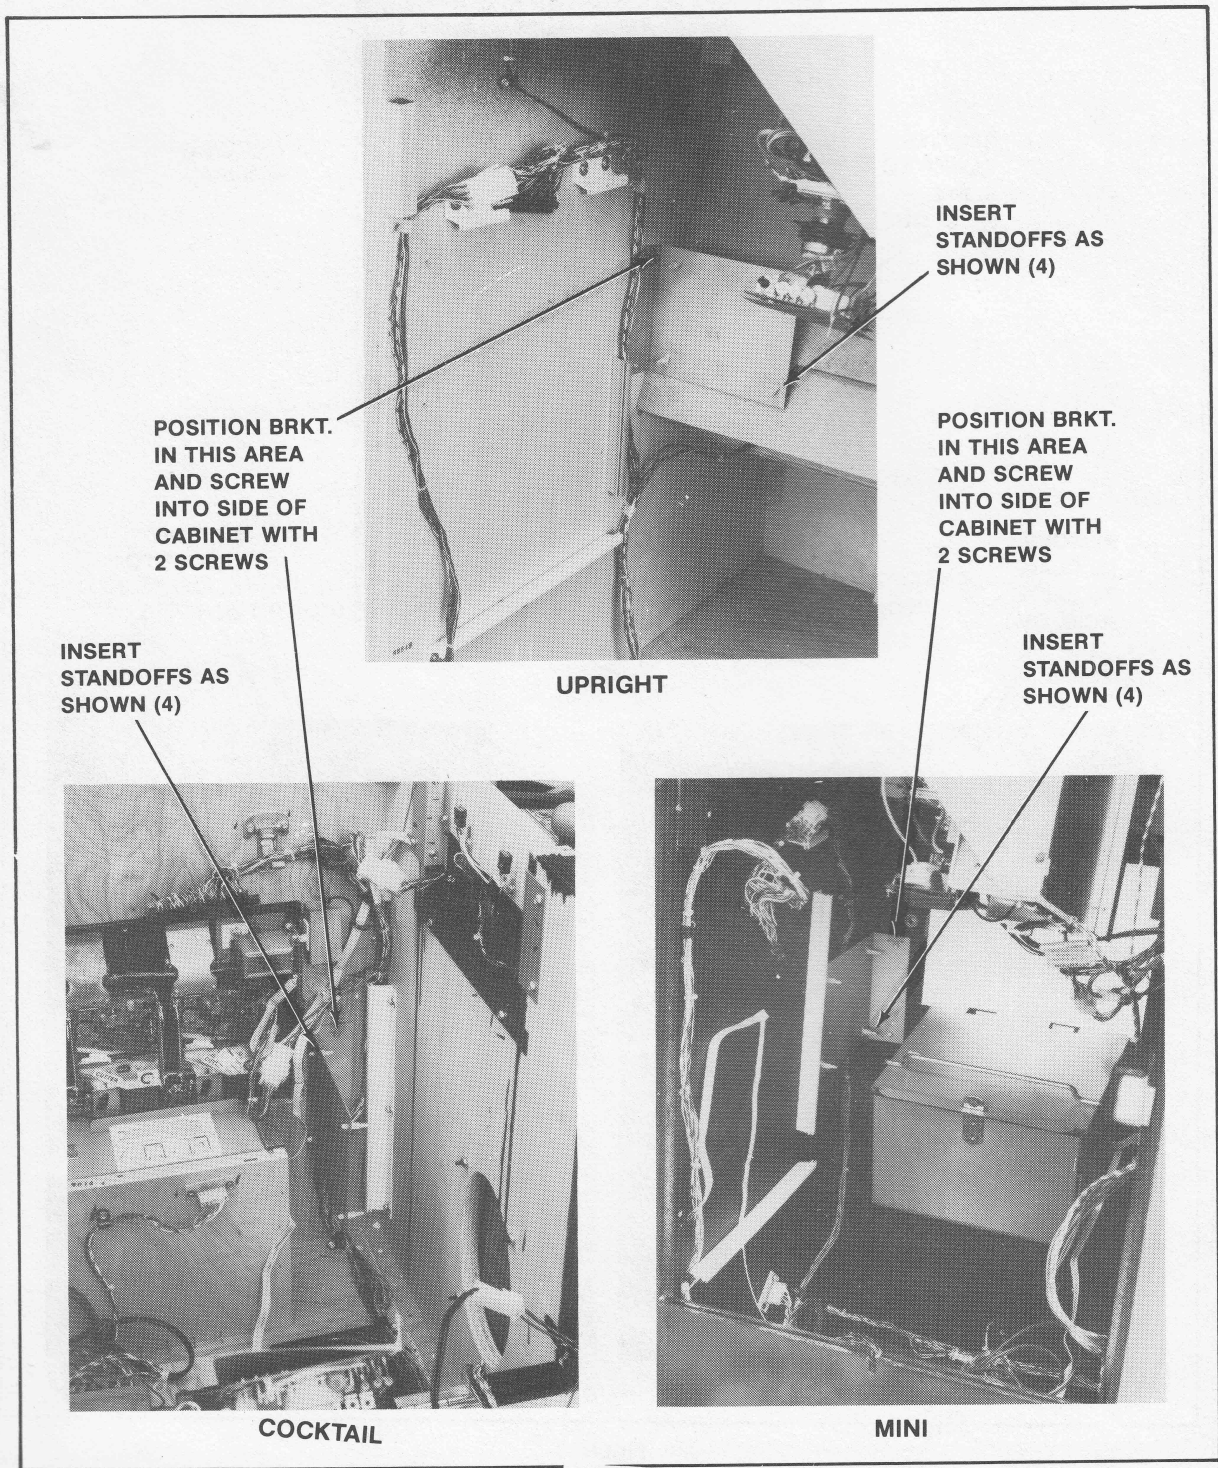 INSERT
STANDOFFS AS
SHOWN (4)
POSITION BRKT.
IN THIS AREA
AND SCREW
INTO SIDE OF
CABINET WITH
2 SCREWS
POSITION BRKT.
IN THIS AREA
AND SCREW
INTO SIDE OF
CABINET WITH
2 SCREWS
INSERT
STANDOFFS AS
SHOWN (4)
INSERT
STANDOFFS AS
SHOWN (4)
UPRIGHT
COCKTAIL
MINI